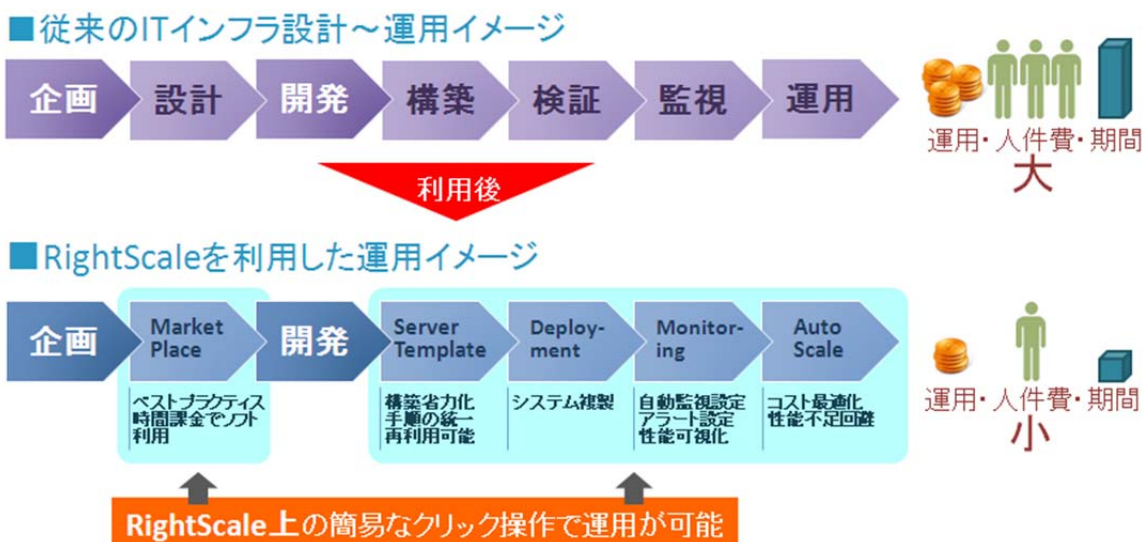 ■従来のITインフラ設計～運用イメージ
企画 設計 開発 構築 検証 監視 運用
運用・人件費・期間
大
利用後
■RightScaleを利用した運用イメージ
企画
Market
Place
開発
Server
Template
Deploy-
ment
Monitor-
ing
Auto
Scale
ベストプラクティス
時間課金でソフト
利用
構築省力化
手順の統一
再利用可能
システム複製
自動監視設定
アラート設定
性能可視化
コスト最適化
性能不足回避
運用・人件費・期間
小
RightScale上の簡易なクリック操作で運用が可能